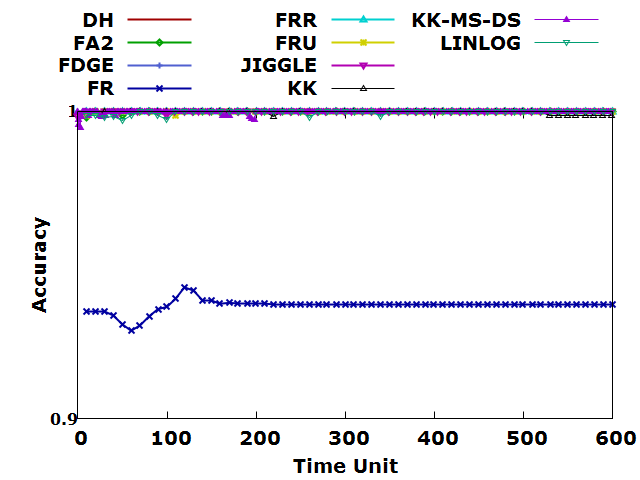 DH FRR KK-MS-DS
FA2 FRU LINLOG
FDGE JIGGLE
FR KK
1
Accuracy
0.9
0 100 200 300 400 500 600
Time Unit